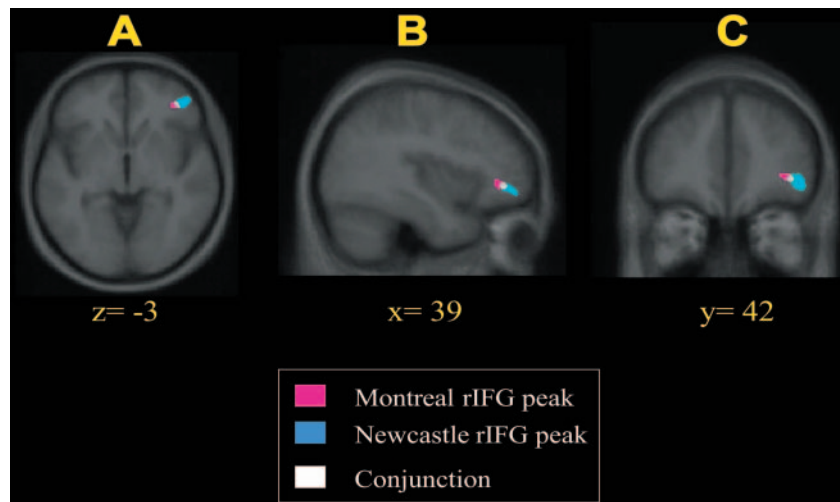 A B C
z= -3 x= 39 y= 42
Montreal rIFG peak
Newcastle rIFG peak
Conjunction